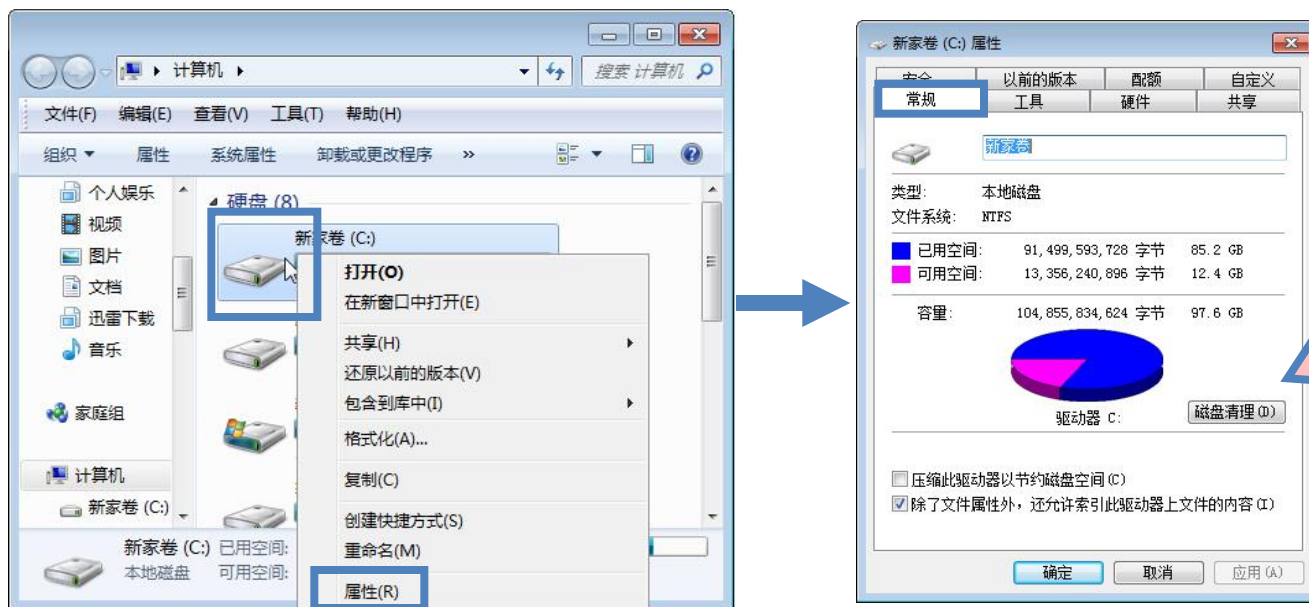 计算机
搜索 计算机
文件(F) 编辑(E) 查看(V) 工具(T) 帮助(H)
组织 属性 系统属性 卸载或更改程序 »
个人娱乐
视频
图片
文档
迅雷下载
音乐
家庭组
计算机
新家卷 (C:)
硬盘 (8)
新家卷 (C:)
打开(O)
在新窗口中打开(E)
共享(H)
还原以前的版本(V)
包含到库中(I)
格式化(A)...
复制(C)
创建快捷方式(S)
重命名(M)
属性(R)
新家卷 (C:) 已用空间:
本地磁盘 可用空间:
新家卷 (C:) 属性
安全 以前的版本 配额 自定义
常规 工具 硬件 共享
新家卷
类型: 本地磁盘
文件系统: NTFS
已用空间: 91,499,593,728 字节 85.2 GB
可用空间: 13,356,240,896 字节 12.4 GB
容量: 104,855,834,624 字节 97.6 GB
驱动器 C:
磁盘清理(D)
压缩此驱动器以节约磁盘空间(C)
除了文件属性外，还允许索引此驱动器上文件的内容(I)
确定 取消 应用(A)